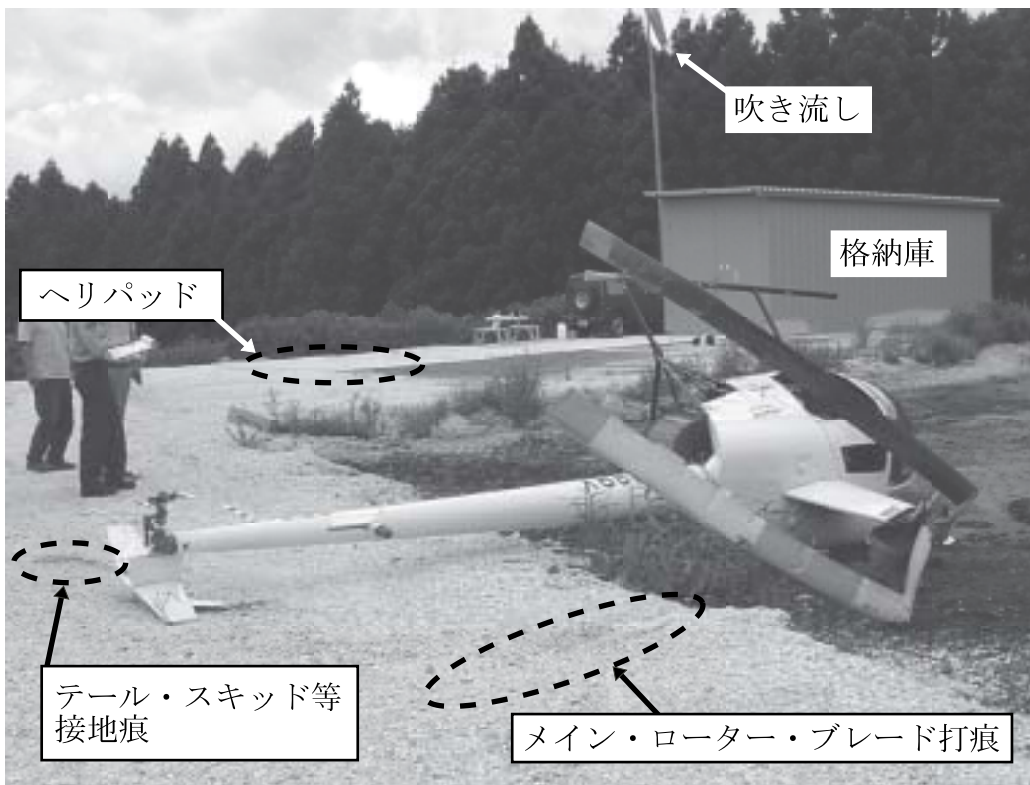 吹き流し
格納庫
ヘリパッド
テール・スキッド等
接地痕
メイン・ローター・ブレード打痕